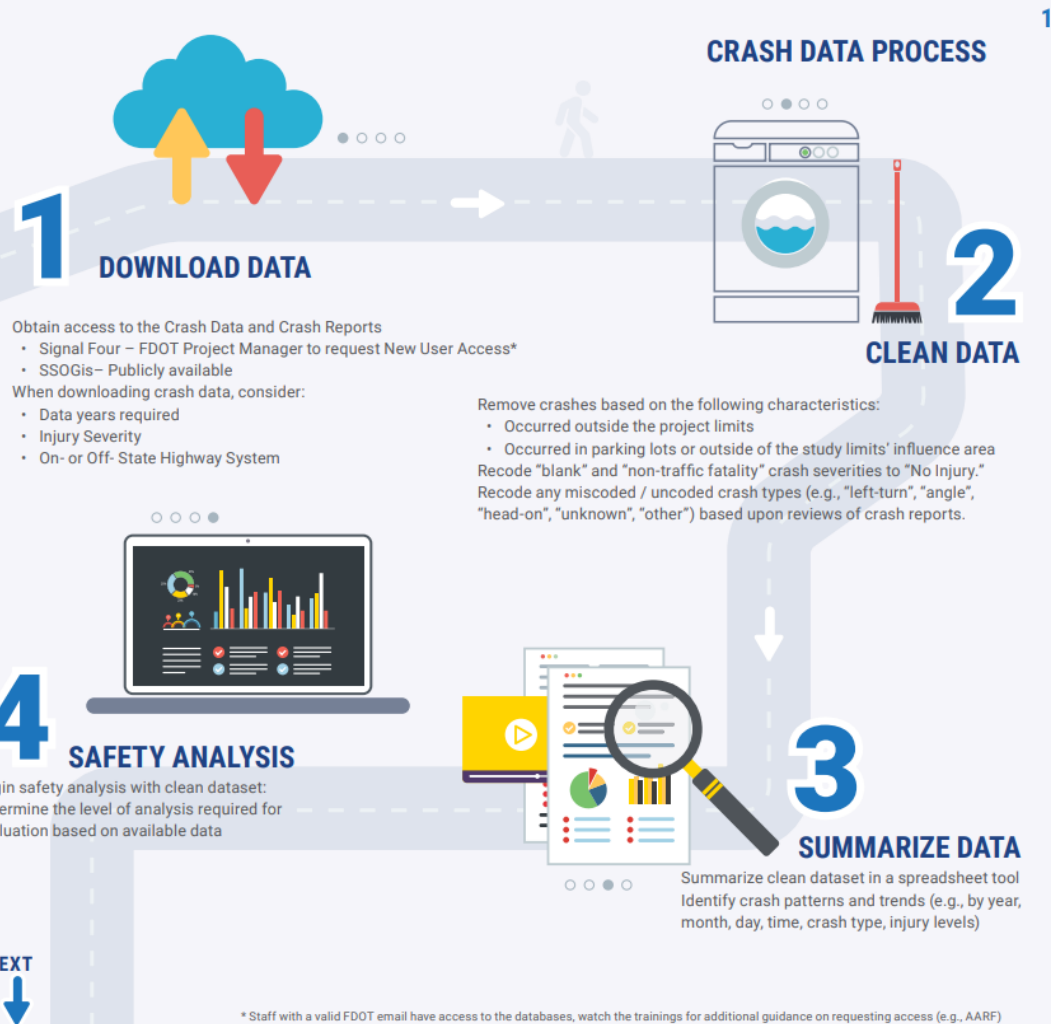 1
CRASH DATA PROCESS
1
DOWNLOAD DATA
Obtain access to the Crash Data and Crash Reports
• Signal Four – FDOT Project Manager to request New User Access*
• SSOGis– Publicly available
When downloading crash data, consider:
• Data years required
• Injury Severity
• On- or Off- State Highway System
2
CLEAN DATA
Remove crashes based on the following characteristics:
• Occurred outside the project limits
• Occurred in parking lots or outside of the study limits' influence area
Recode “blank” and “non-traffic fatality” crash severities to “No Injury.”
Recode any miscoded / uncoded crash types (e.g., “left-turn”, “angle”,
“head-on”, “unknown”, “other”) based upon reviews of crash reports.
3
SUMMARIZE DATA
Summarize clean dataset in a spreadsheet tool
Identify crash patterns and trends (e.g., by year,
month, day, time, crash type, injury levels)
4
SAFETY ANALYSIS
in safety analysis with clean dataset:
ermine the level of analysis required for
luation based on available data
EXT
* Staff with a valid FDOT email have access to the databases, watch the trainings for additional guidance on requesting access (e.g., AARF)